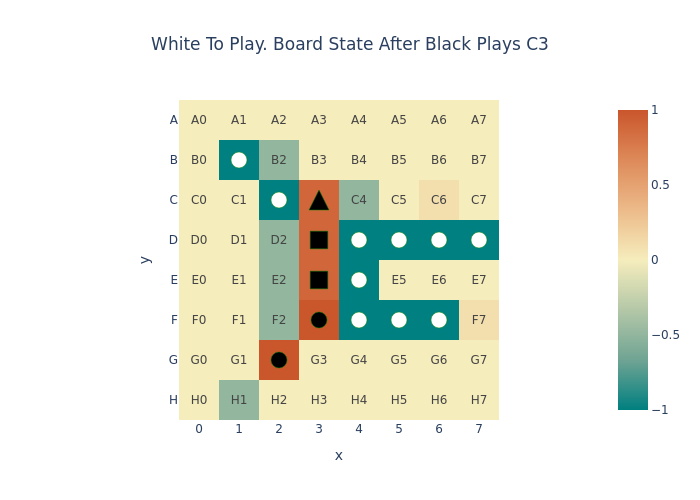 White To Play. Board State After Black Plays C3
A A0 A1 A2 A3 A4 A5 A6 A7 1
B B0 B2 B3 B4 B5 B6 B7
C C0 C1 C4 C5 C6 C7 0.5
D D0 D1 D2
y E E0 E1 E2 E5 E6 E7 0
F F0 F1 F2 F7 −0.5
G G0 G1 G3 G4 G5 G6 G7
H H0 H1 H2 H3 H4 H5 H6 H7 −1
0 1 2 3 4 5 6 7
x